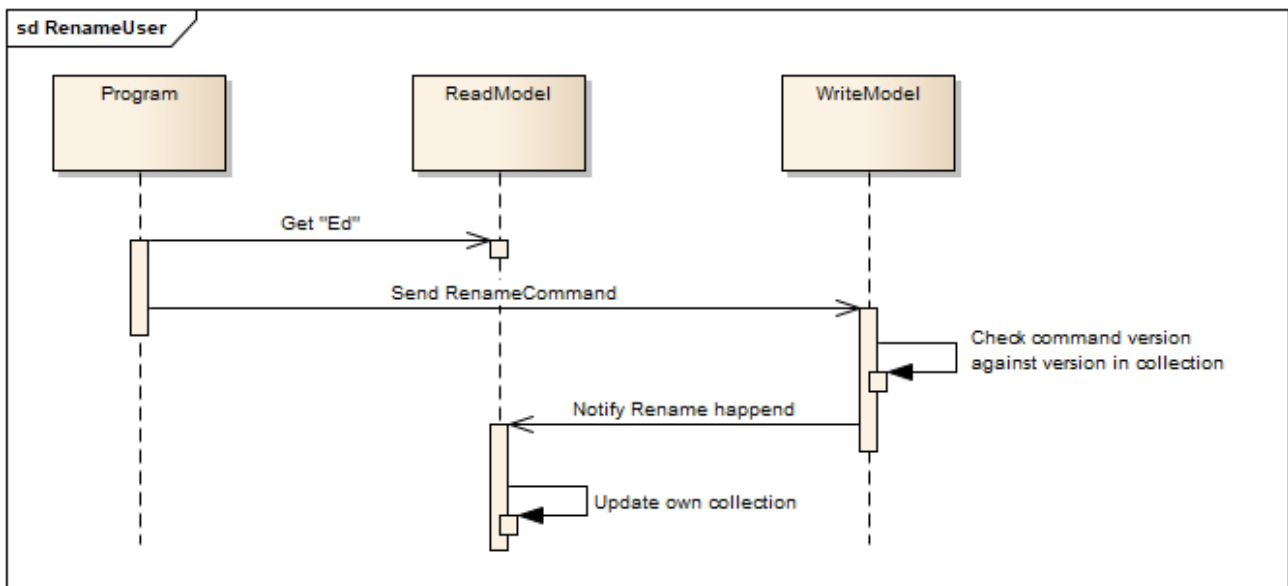 sd RenameUser
Program
ReadModel
WriteModel
Get "Ed"
Send RenameCommand
Check command version
against version in collection
Notify Rename happend
Update own collection